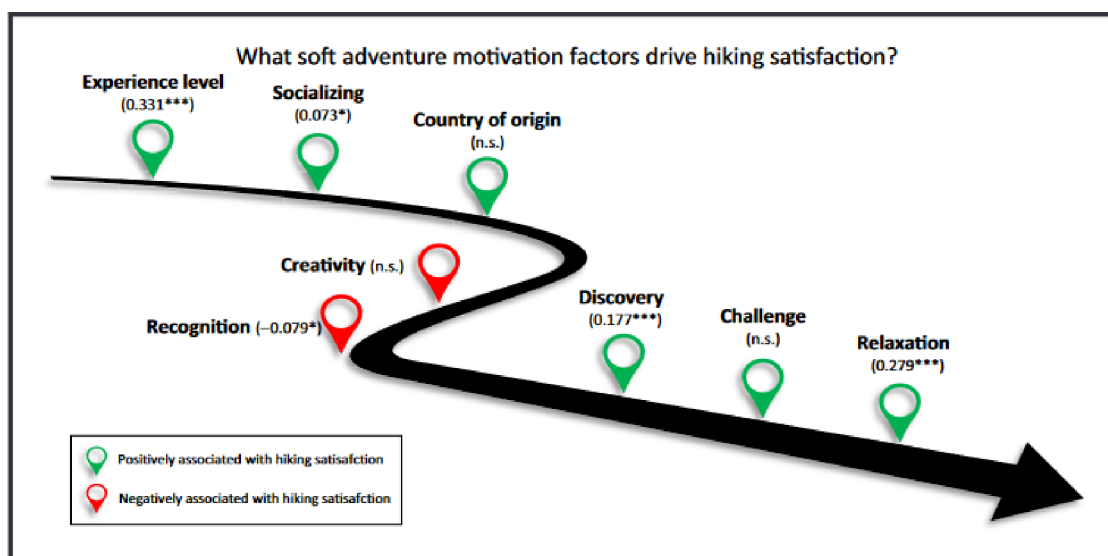 What soft adventure motivation factors drive hiking satisfaction?
Experience level
(0.331***)
Socializing
(0.073*)
Country of origin
(n.s.)
Creativity (n.s.)
Recognition (−0.079*)
Discovery
(0.177***)
Challenge
(n.s.)
Relaxation
(0.279***)
Positively associated with hiking satisafction
Negatively associated with hiking satisafction